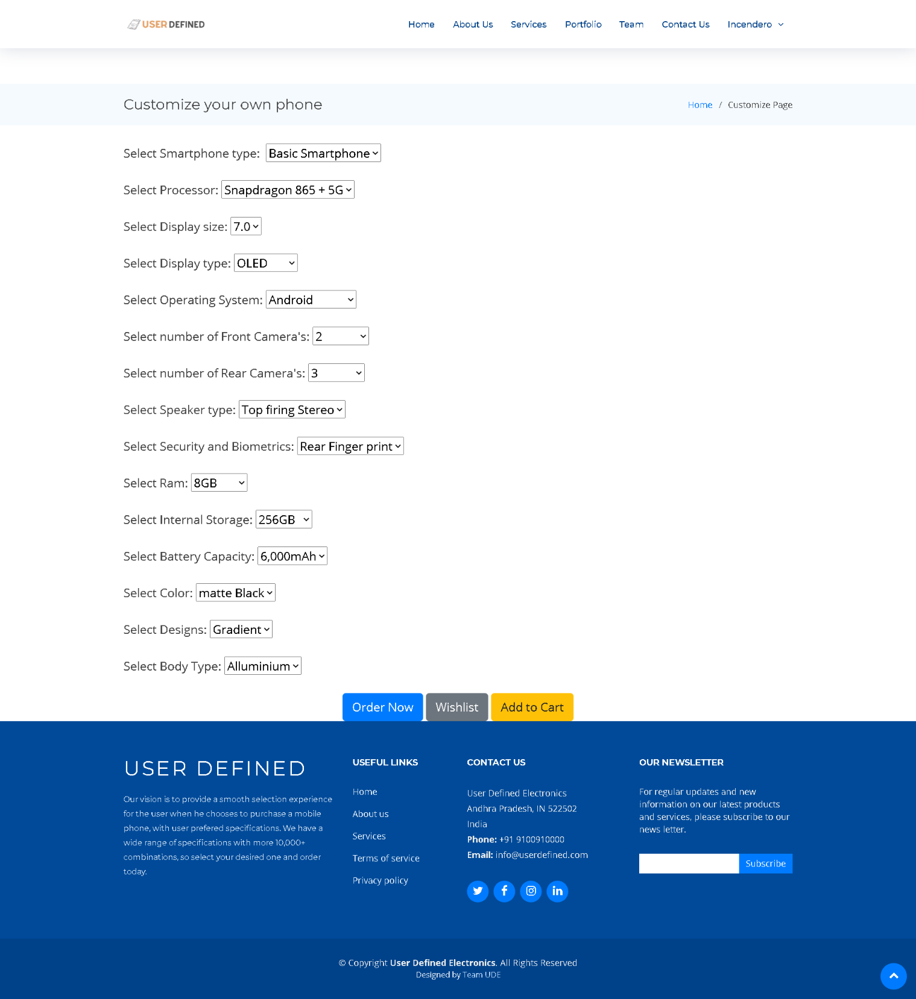 USER DEFINED
Home About Us Services Portfolio Team Contact Us Incendero
Customize your own phone
Home / Customize Page
Select Smartphone type: Basic Smartphone
Select Processor: Snapdragon 865 + 5G
Select Display size: 7.0
Select Display type: OLED
Select Operating System: Android
Select number of Front Camera's: 2
Select number of Rear Camera's: 3
Select Speaker type: Top firing Stereo
Select Security and Biometrics: Rear Finger print
Select Ram: 8GB
Select Internal Storage: 256GB
Select Battery Capacity: 6,000mAh
Select Color: matte Black
Select Designs: Gradient
Select Body Type: Alluminium
Order Now Wishlist Add to Cart
USER DEFINED
Our vision is to provide a smooth selection experience
for the user when he chooses to purchase a mobile
phone, with user prefered specifications. We have a
wide range of specifications with more 10,000+
combinations, so select your desired one and order
today.
USEFUL LINKS
Home
About us
Services
Terms of service
Privacy policy
CONTACT US
User Defined Electronics
Andhra Pradesh, IN 522502
India
Phone: +91 9100910000
Email: info@userdefined.com
OUR NEWSLETTER
For regular updates and new
information on our latest products
and services, please subscribe to our
news letter.
Subscribe
© Copyright User Defined Electronics. All Rights Reserved
Designed by Team UDE